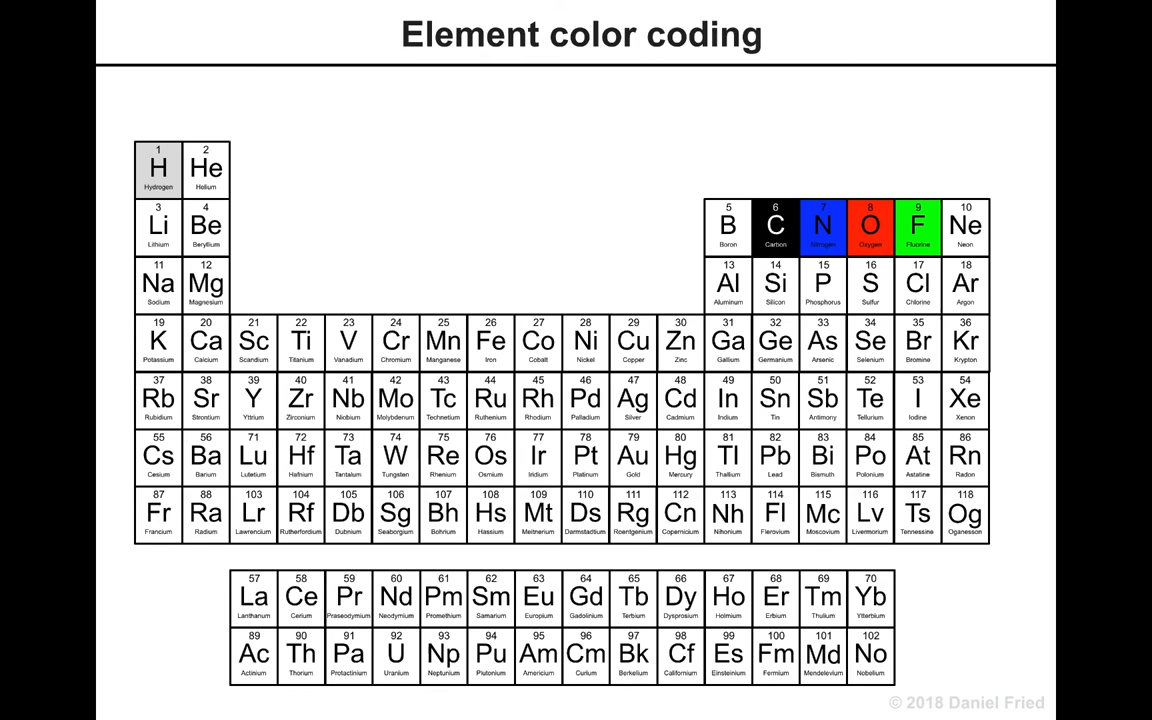 Element color coding
1 2
H He
Hydrogen Helium
3 4 5 6 7 8 9 10
Li Be B C N O F Ne
Lithium Beryllium Boron Carbon Nitrogen Oxygen Fluorine Neon
11 12 13 14 15 16 17 18
Na Mg Al Si P S Cl Ar
Sodium Magnesium Aluminum Silicon Phosphorus Sulfur Chlorine Argon
19 20 21 22 23 24 25 26 27 28 29 30 31 32 33 34 35 36
K Ca Sc Ti V Cr Mn Fe Co Ni Cu Zn Ga Ge As Se Br Kr
Potassium Calcium Scandium Titanium Vanadium Chromium Manganese Iron Cobalt Nickel Copper Zinc Gallium Germanium Arsenic Selenium Bromine Krypton
37 38 39 40 41 42 43 44 45 46 47 48 49 50 51 52 53 54
Rb Sr Y Zr Nb Mo Tc Ru Rh Pd Ag Cd In Sn Sb Te I Xe
Rubidium Strontium Yttrium Zirconium Niobium Molybdenum Technetium Ruthenium Rhodium Palladium Silver Cadmium Indium Tin Antimony Tellurium Iodine Xenon
55 56 71 72 73 74 75 76 77 78 79 80 81 82 83 84 85 86
Cs Ba Lu Hf Ta W Re Os Ir Pt Au Hg Tl Pb Bi Po At Rn
Cesium Barium Lutetium Hafnium Tantalum Tungsten Rhenium Osmium Iridium Platinum Gold Mercury Thallium Lead Bismuth Polonium Astatine Radon
87 88 103 104 105 106 107 108 109 110 111 112 113 114 115 116 117 118
Fr Ra Lr Rf Db Sg Bh Hs Mt Ds Rg Cn Nh Fl Mc Lv Ts Og
Francium Radium Lawrencium Rutherfordium Dubnium Seaborgium Bohrium Hassium Meitnerium Darmstadtium Roentgenium Copernicium Nihonium Flerovium Moscovium Livermorium Tennessine Oganesson
57 58 59 60 61 62 63 64 65 66 67 68 69 70
La Ce Pr Nd Pm Sm Eu Gd Tb Dy Ho Er Tm Yb
Lanthanum Cerium Praseodymium Neodymium Promethium Samarium Europium Gadolinium Terbium Dysprosium Holmium Erbium Thulium Ytterbium
89 90 91 92 93 94 95 96 97 98 99 100 101 102
Ac Th Pa U Np Pu Am Cm Bk Cf Es Fm Md No
Actinium Thorium Protactinium Uranium Neptunium Plutonium Americium Curium Berkelium Californium Einsteinium Fermium Mendelevium Nobelium
© 2018 Daniel Fried